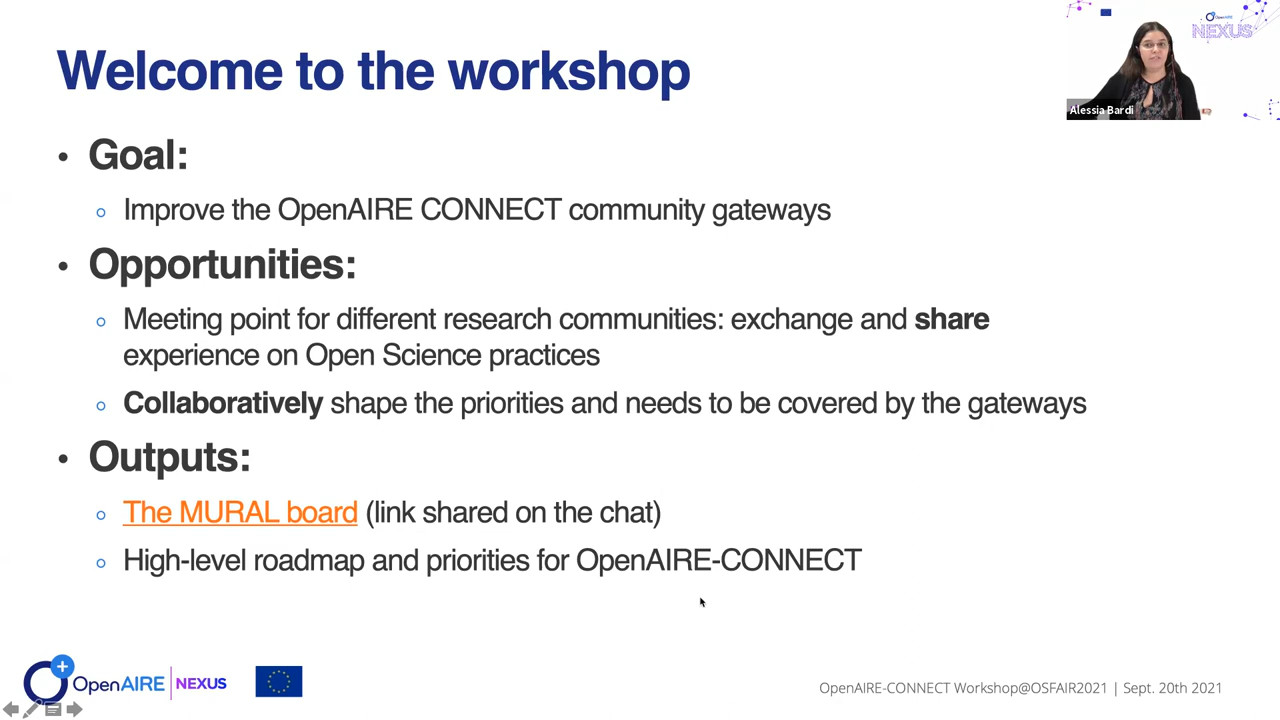 Welcome to the workshop
OpenAIRE
NEXUS
Alessia Bardi
• Goal:
Improve the OpenAIRE CONNECT community gateways
• Opportunities:
Meeting point for different research communities: exchange and share
experience on Open Science practices
Collaboratively shape the priorities and needs to be covered by the gateways
• Outputs:
The MURAL board (link shared on the chat)
High-level roadmap and priorities for OpenAIRE-CONNECT
OpenAIRE | NEXUS
OpenAIRE-CONNECT Workshop@OSFAIR2021 | Sept. 20th 2021